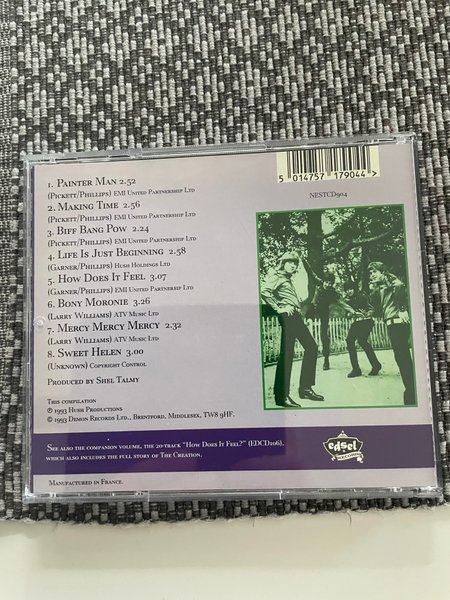 5 014757 179044
NESTCD904
1. Painter Man 2.52
(Pickett/Phillips) EMI United Partnership Ltd
2. Making Time 2.56
(Pickett/Phillips) EMI United Partnership Ltd
3. Biff Bang Pow 2.24
(Pickett/Phillips) EMI United Partnership Ltd
4. Life Is Just Beginning 2.58
(Garner/Phillips) Hush Holdings Ltd
5. How Does It Feel 3.07
(Garner/Phillips) EMI United Partnership Ltd
6. Bony Moronie 3.26
(Larry Williams) ATV Music Ltd
7. Mercy Mercy Mercy 2.32
(Larry Williams) ATV Music Ltd
8. Sweet Helen 3.00
(Unknown) Copyright Control
Produced by Shel Talmy
This compilation
℗ 1993 Hush Productions
© 1993 Demon Records Ltd., Brentford, Middlesex, TW8 9HF.
See also the companion volume, the 20-track "How Does It Feel?" (EDCD106),
which also includes the full story of The Creation.
edsel
RECORDS
Manufactured in France.